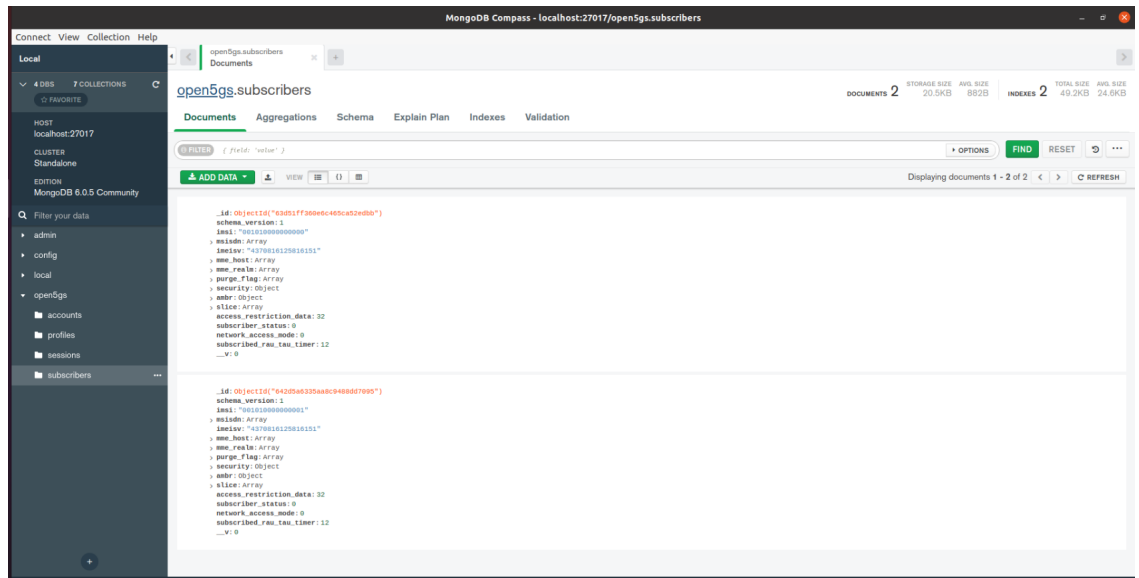 MongoDB Compass - localhost:27017/open5gs.subscribers
Connect View Collection Help
Local
open5gs.subscribers
Documents
4 DBS 7 COLLECTIONS
FAVORITE
HOST
localhost:27017
CLUSTER
Standalone
EDITION
MongoDB 6.0.5 Community
Filter your data
admin
config
local
open5gs
accounts
profiles
sessions
subscribers
open5gs.subscribers
DOCUMENTS 2 STORAGE SIZE 20.5KB AVG. SIZE 882B INDEXES 2 TOTAL SIZE 49.2KB AVG. SIZE 24.6KB
Documents Aggregations Schema Explain Plan Indexes Validation
FILTER { field: 'value' } OPTIONS FIND RESET
ADD DATA VIEW Displaying documents 1 - 2 of 2 REFRESH
_id: ObjectId("63d51ff360e6c465ca52edbb")
schema_version: 1
imsi: "001010000000000"
msisdn: Array
imeisv: "4370816125816151"
mme_host: Array
mme_realm: Array
purge_flag: Array
security: Object
ambr: Object
slice: Array
access_restriction_data: 32
subscriber_status: 0
network_access_mode: 0
subscribed_rau_tau_timer: 12
__v: 0
_id: ObjectId("642d5a6335aa8c9488dd7095")
schema_version: 1
imsi: "001010000000001"
msisdn: Array
imeisv: "4370816125816151"
mme_host: Array
mme_realm: Array
purge_flag: Array
security: Object
ambr: Object
slice: Array
access_restriction_data: 32
subscriber_status: 0
network_access_mode: 0
subscribed_rau_tau_timer: 12
__v: 0